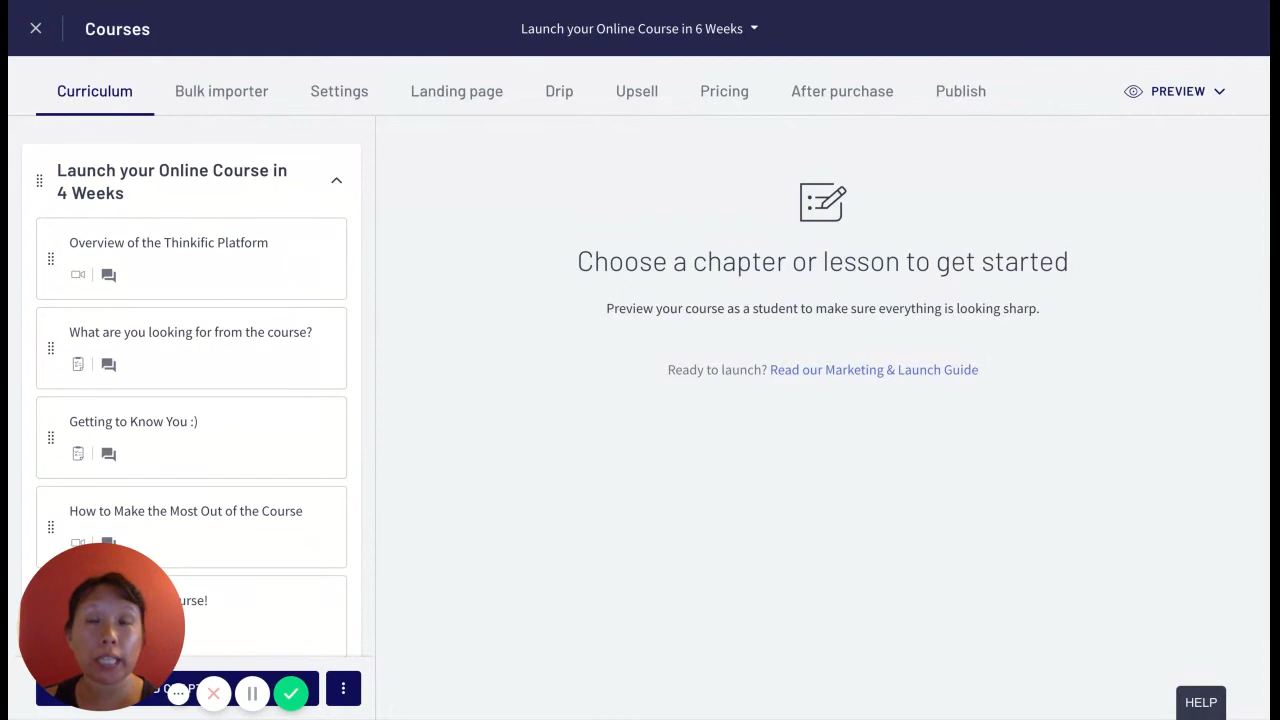 Courses
Launch your Online Course in 6 Weeks
Curriculum
Bulk importer
Settings
Landing page
Drip
Upsell
Pricing
After purchase
Publish
PREVIEW
Launch your Online Course in
4 Weeks
Overview of the Thinkific Platform
What are you looking for from the course?
Getting to Know You :)
How to Make the Most Out of the Course
Choose a chapter or lesson to get started
Preview your course as a student to make sure everything is looking sharp.
Ready to launch? Read our Marketing & Launch Guide
HELP